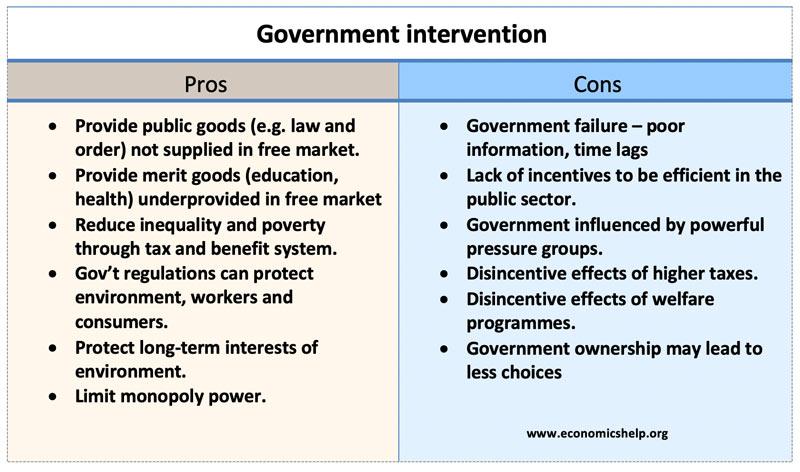 Government intervention
Pros
Cons
• Provide public goods (e.g. law and
order) not supplied in free market.
• Provide merit goods (education,
health) underprovided in free market
• Reduce inequality and poverty
through tax and benefit system.
• Gov’t regulations can protect
environment, workers and
consumers.
• Protect long-term interests of
environment.
• Limit monopoly power.
• Government failure – poor
information, time lags
• Lack of incentives to be efficient in the
public sector.
• Government influenced by powerful
pressure groups.
• Disincentive effects of higher taxes.
• Disincentive effects of welfare
programmes.
• Government ownership may lead to
less choices
www.economicshelp.org